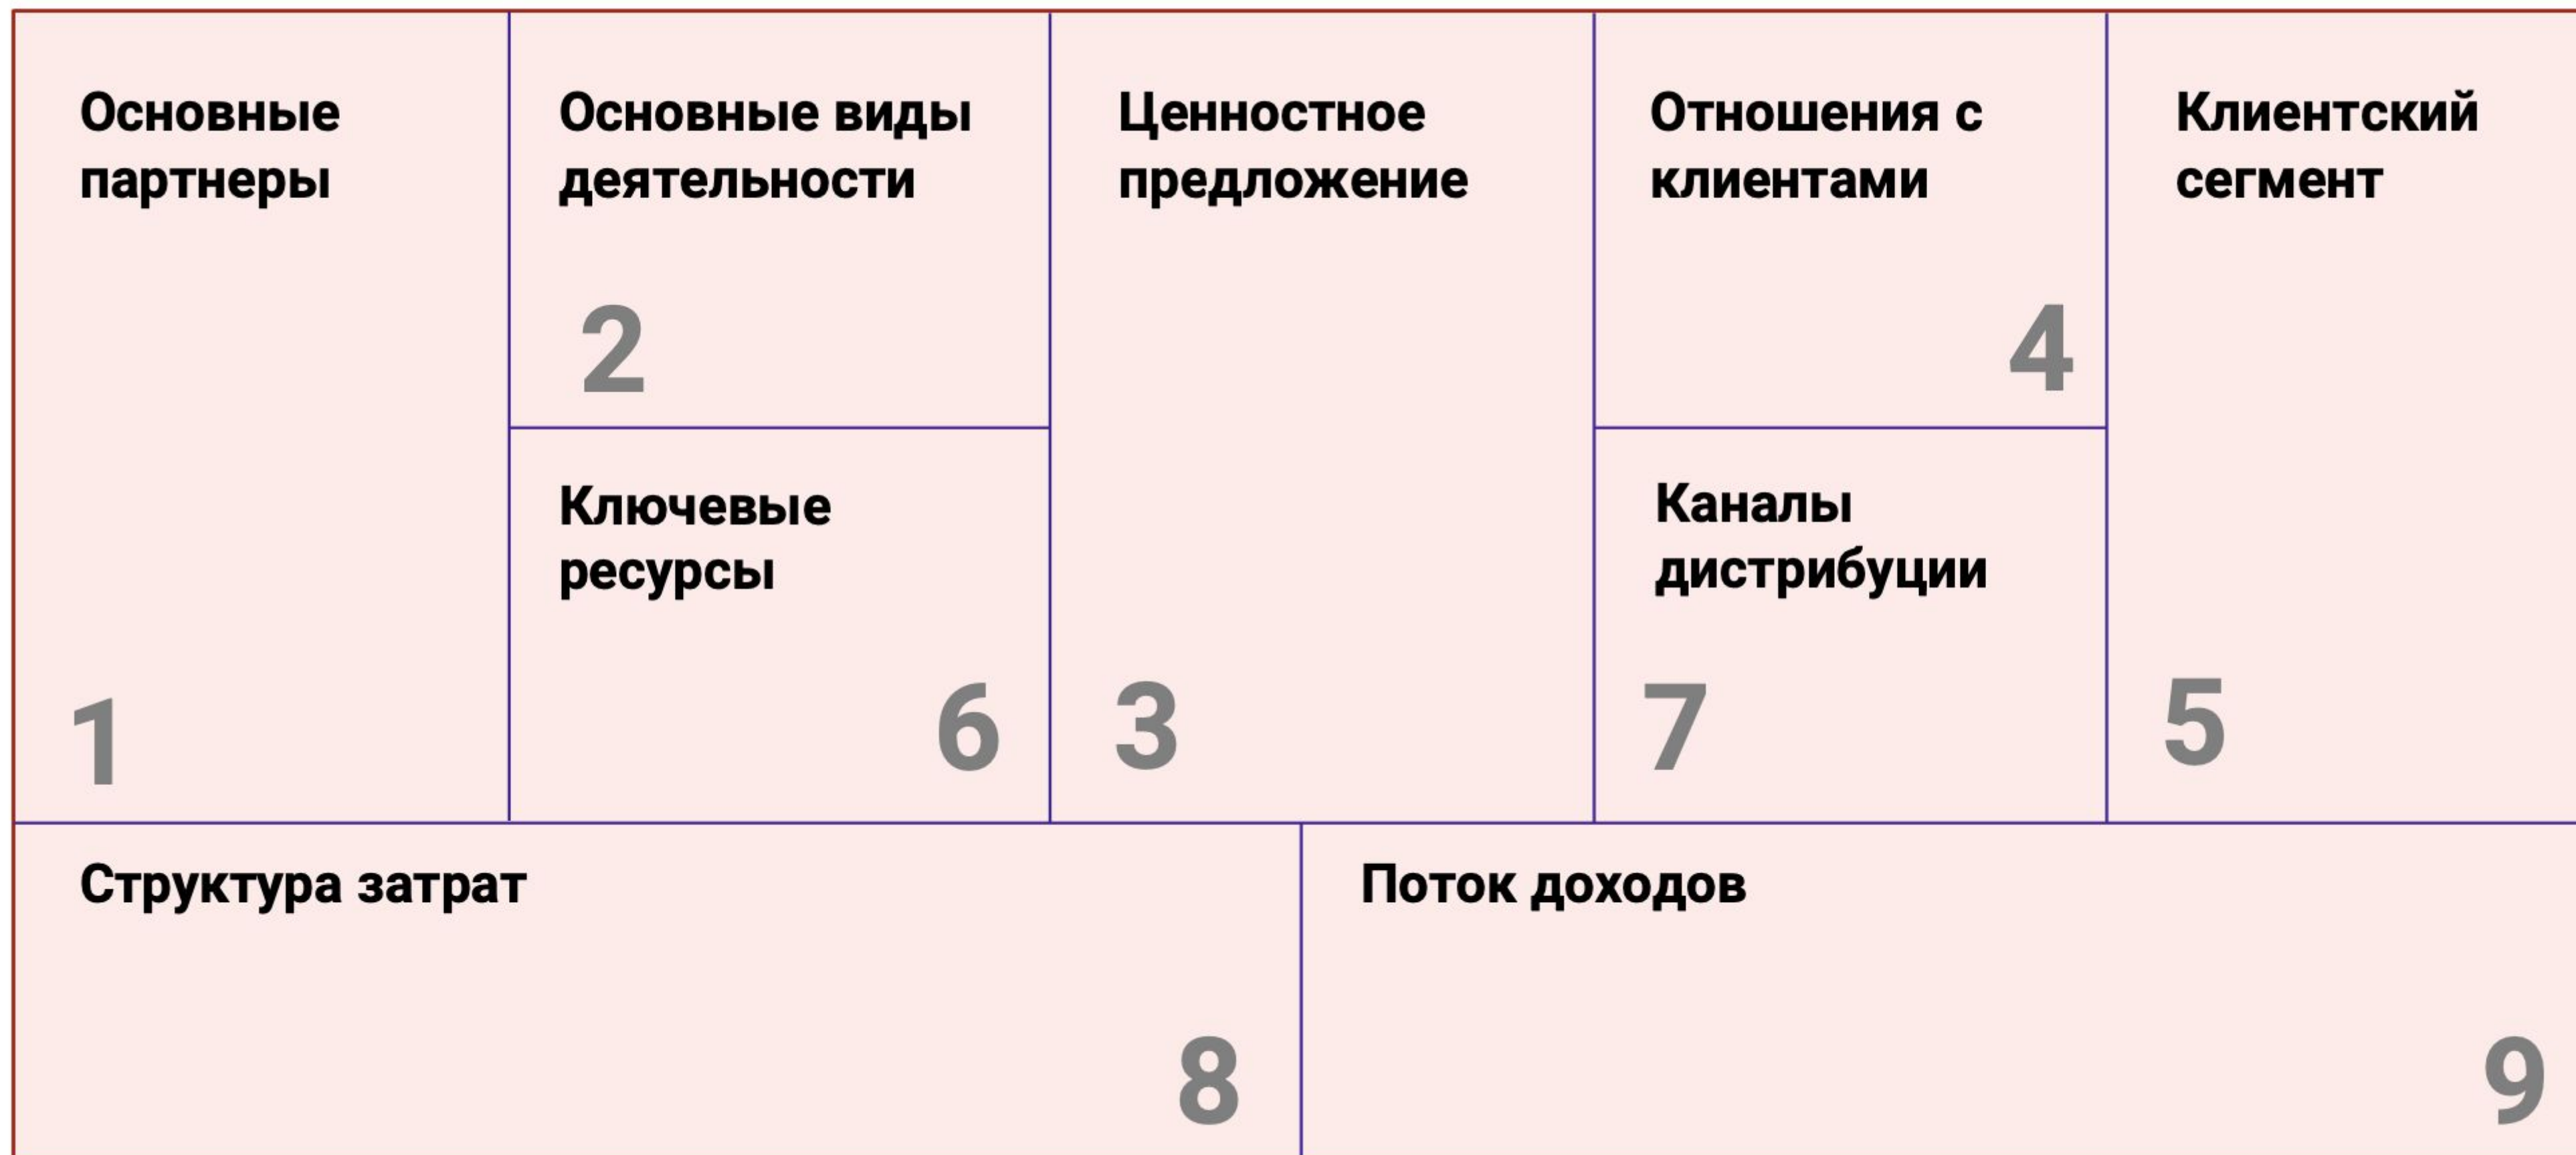 Основные
партнеры
1
Основные виды
деятельности
2
Ключевые
ресурсы
6
Ценностное
предложение
3
Отношения с
клиентами
4
Каналы
дистрибуции
7
Клиентский
сегмент
5
Структура затрат
8
Поток доходов
9